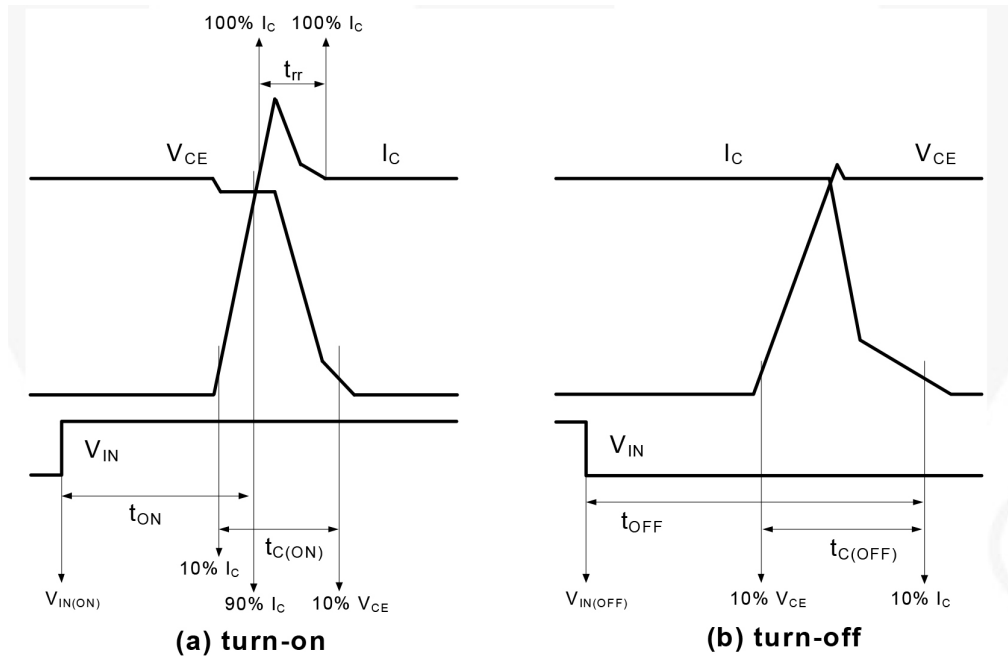 100% IC 100% IC
trr
VCE IC
IC VCE
VIN
VIN
tON
tOFF
tC(ON)
tC(OFF)
10% IC
VIN(ON) 90% IC 10% VCE
VIN(OFF) 10% VCE 10% IC
(a) turn-on
(b) turn-off